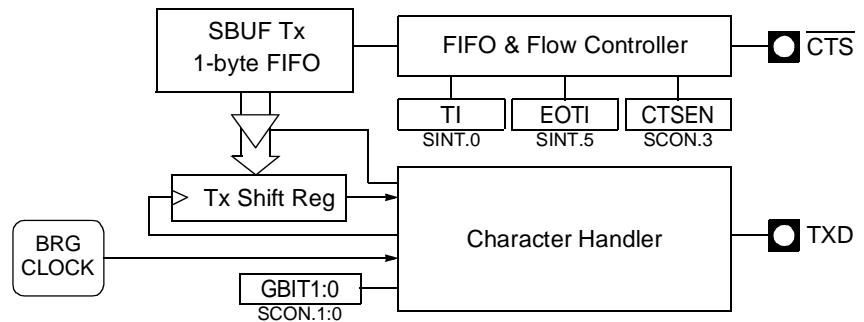 SBUF Tx
1-byte FIFO
FIFO & Flow Controller
CTS
TI
EOTI
CTSEN
SINT.0
SINT.5
SCON.3
Tx Shift Reg
Character Handler
TXD
BRG
CLOCK
GBIT1:0
SCON.1:0